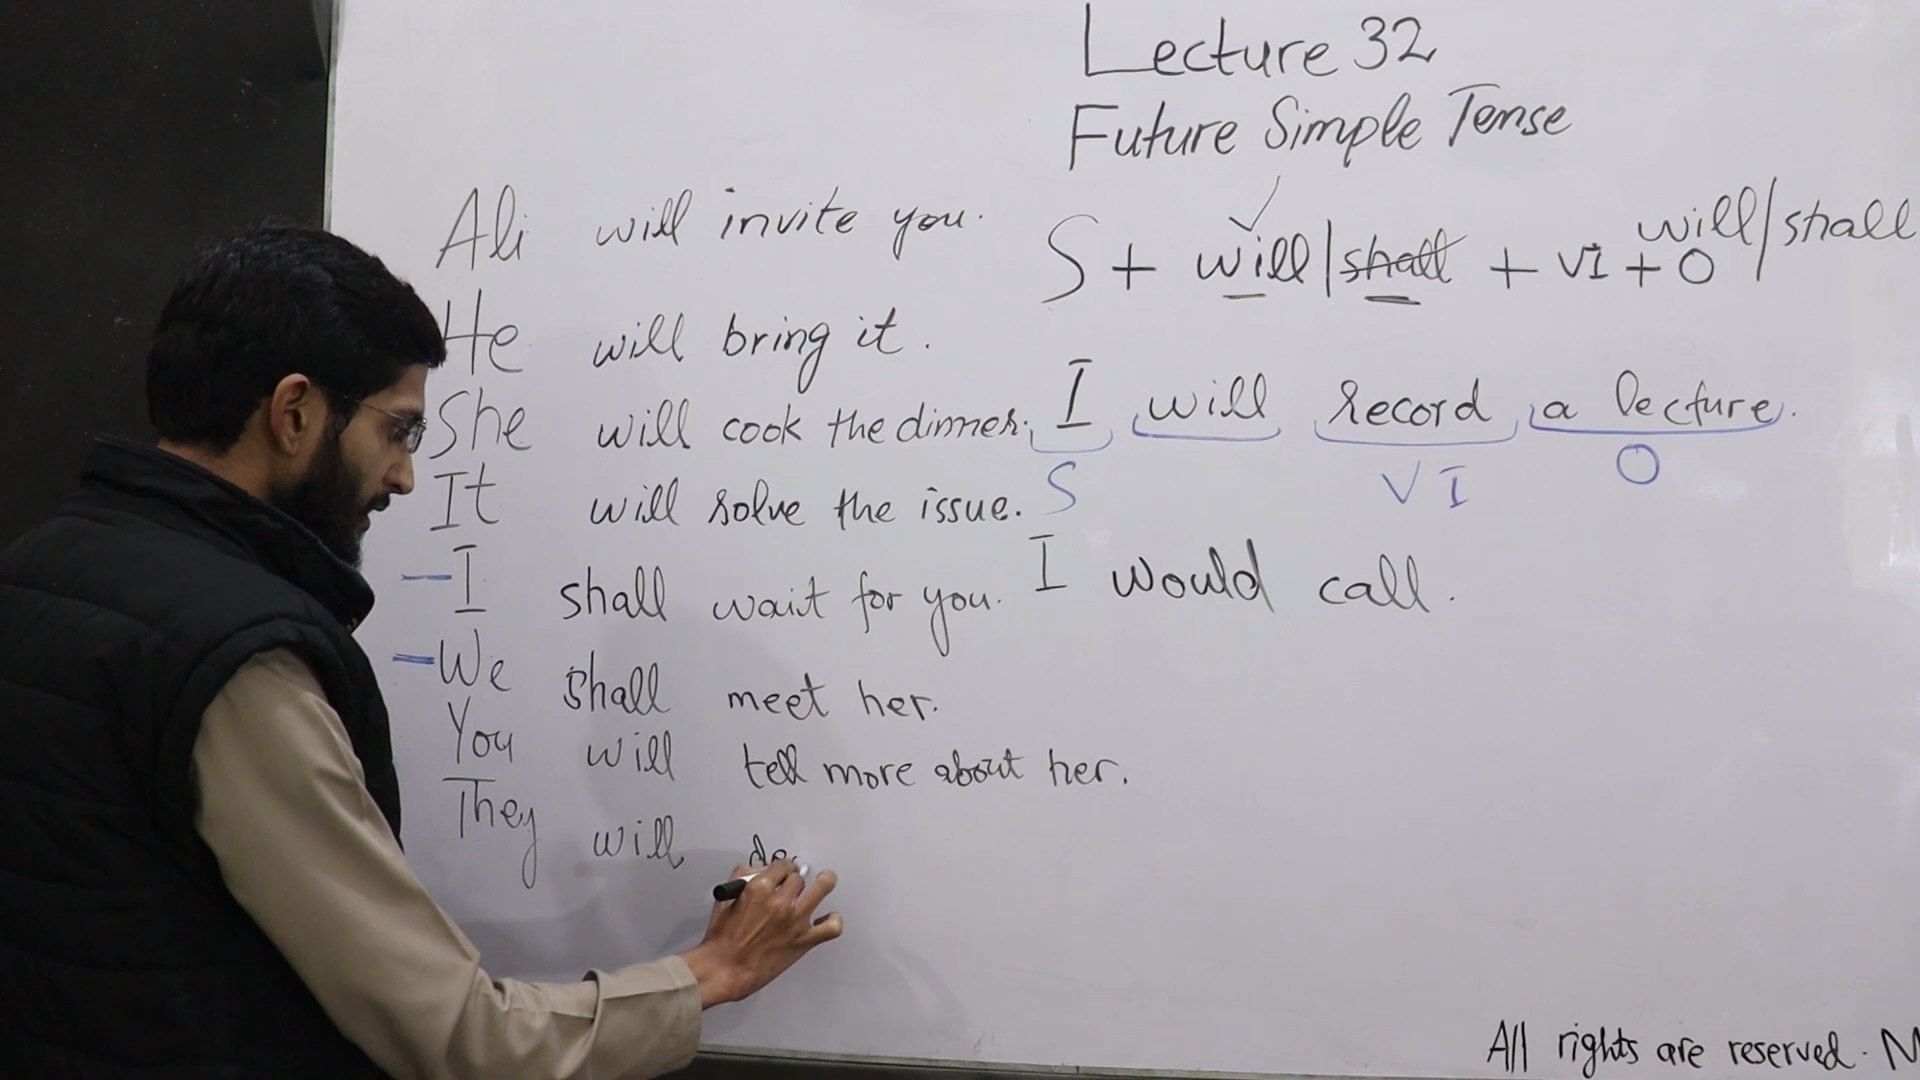 Lecture 32
Future Simple Tense
S + will/shall + VI + O
will/shall
I will record a lecture.
S VI O
I would call.
Ali will invite you.
He will bring it.
She will cook the dinner.
It will solve the issue.
– I shall wait for you.
– We shall meet her.
You will tell more about her.
They will
All rights are reserved.